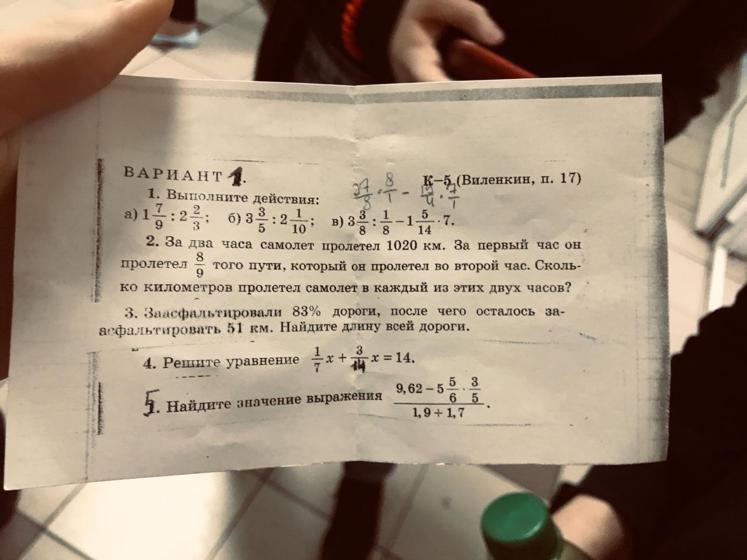 ВАРИАНТ 1.
К–5 (Виленкин, п. 17)
27/8 · 8/1 –
1. Выполните действия:
а) 1 7/9 : 2 2/3; б) 3 3/5 : 2 1/10; в) 3 3/8 : 1/8 – 1 5/14 · 7.
2. За два часа самолет пролетел 1020 км. За первый час он
пролетел 8/9 того пути, который он пролетел во второй час. Сколь-
ко километров пролетел самолет в каждый из этих двух часов?
3. Заасфальтировали 83% дороги, после чего осталось за-
асфальтировать 51 км. Найдите длину всей дороги.
4. Решите уравнение 1/7 x + 3/14 x = 14.
5. Найдите значение выражения (9,62 – 5 5/6 · 3/5) / (1,9 + 1,7).